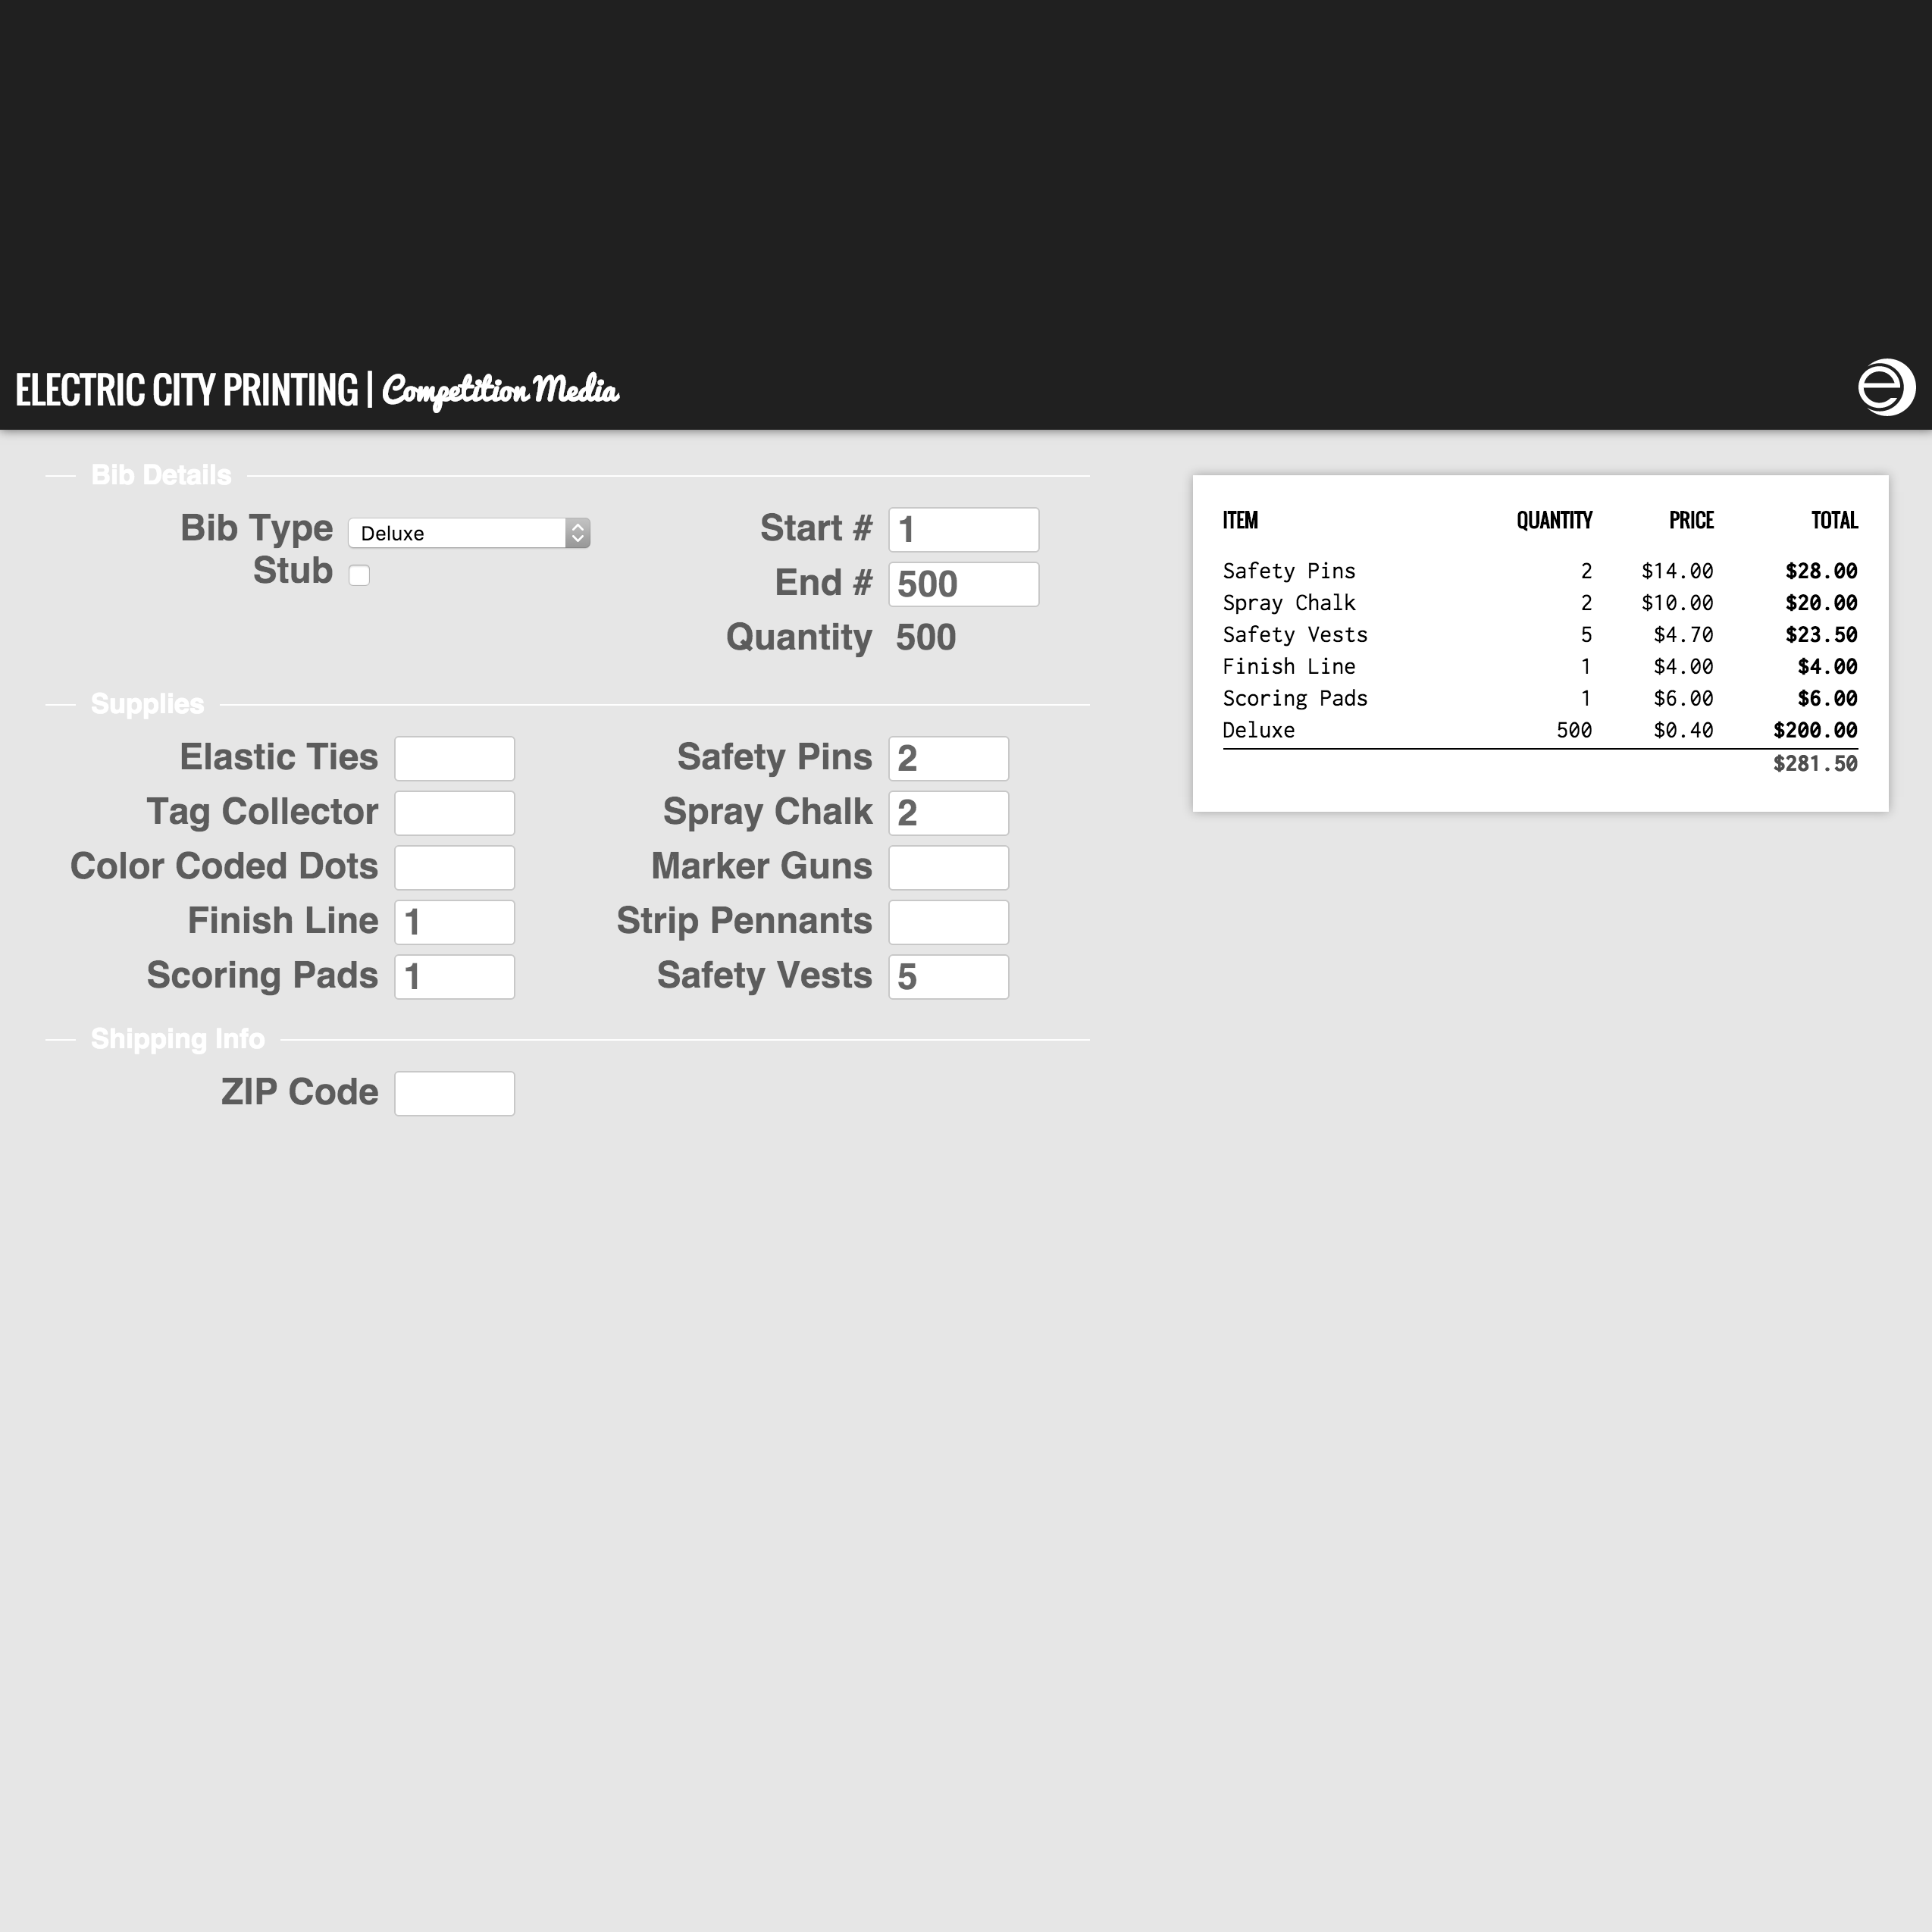 ELECTRIC CITY PRINTING | Competition Media
Bib Details
Bib Type Deluxe
Stub
Start # 1
End # 500
Quantity 500
Supplies
Elastic Ties
Tag Collector
Color Coded Dots
Finish Line 1
Scoring Pads 1
Safety Pins 2
Spray Chalk 2
Marker Guns
Strip Pennants
Safety Vests 5
Shipping Info
ZIP Code
ITEM QUANTITY PRICE TOTAL
Safety Pins 2 $14.00 $28.00
Spray Chalk 2 $10.00 $20.00
Safety Vests 5 $4.70 $23.50
Finish Line 1 $4.00 $4.00
Scoring Pads 1 $6.00 $6.00
Deluxe 500 $0.40 $200.00
$281.50